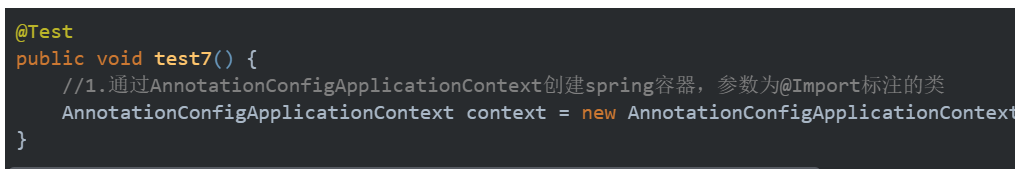 @Test
public void test7() {
//1.通过AnnotationConfigApplicationContext创建spring容器，参数为@Import标注的类
AnnotationConfigApplicationContext context = new AnnotationConfigApplicationContext
}